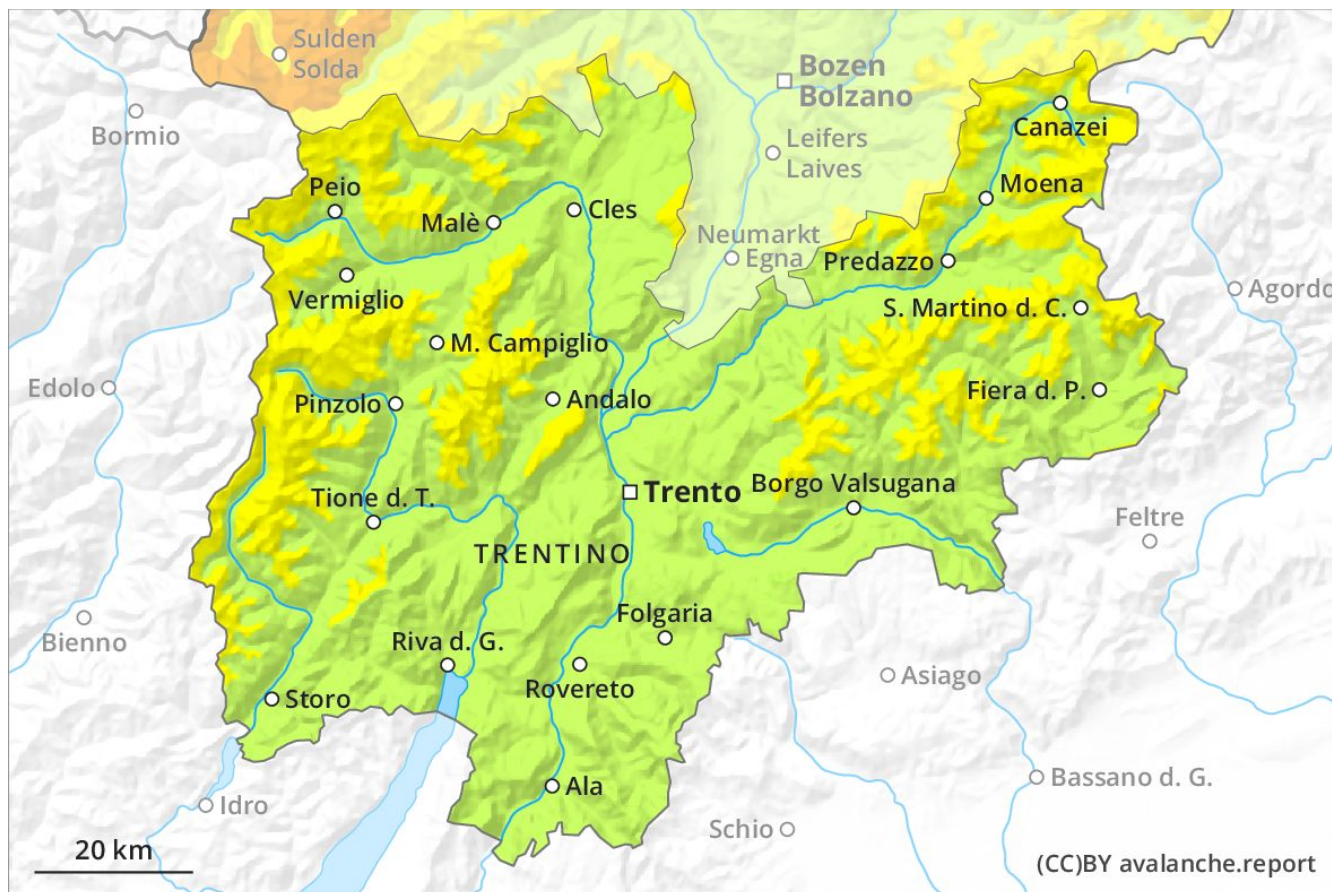 Sulden
Solda
Bozen
Bolzano
Bormio
Canazei
Leifers
Laives
Peio
Moena
Malè
Cles
Neumarkt
Egna
Predazzo
Vermiglio
Agordo
S. Martino d. C.
M. Campiglio
Edolo
Fiera d. P.
Pinzolo
Andalo
Borgo Valsugana
Trento
Tione d. T.
Feltre
TRENTINO
Folgaria
Bienno
Riva d. G.
Asiago
Rovereto
Storo
Bassano d. G.
Ala
Idro
Schio
20 km
(CC)BY avalanche.report